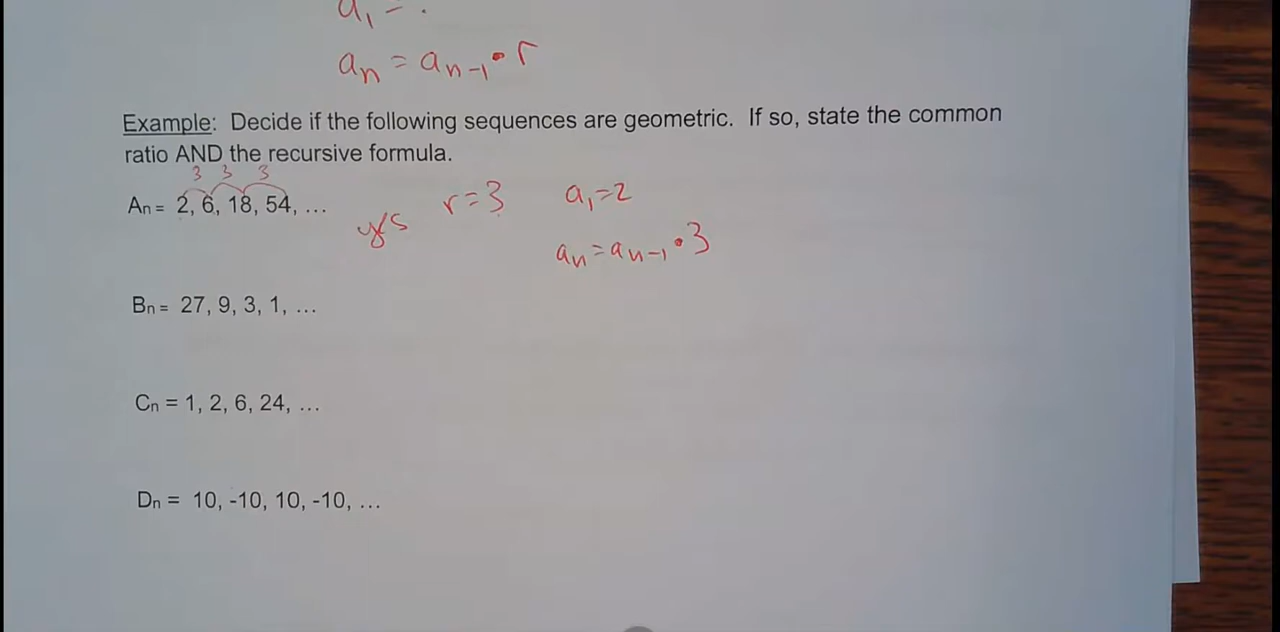 a₁ = .
aₙ = aₙ₋₁ • r
Example: Decide if the following sequences are geometric. If so, state the common
ratio AND the recursive formula.
3 3 3
Aₙ = 2, 6, 18, 54, … yes r = 3 a₁ = 2
aₙ = aₙ₋₁ • 3
Bₙ = 27, 9, 3, 1, …
Cₙ = 1, 2, 6, 24, …
Dₙ = 10, -10, 10, -10, …